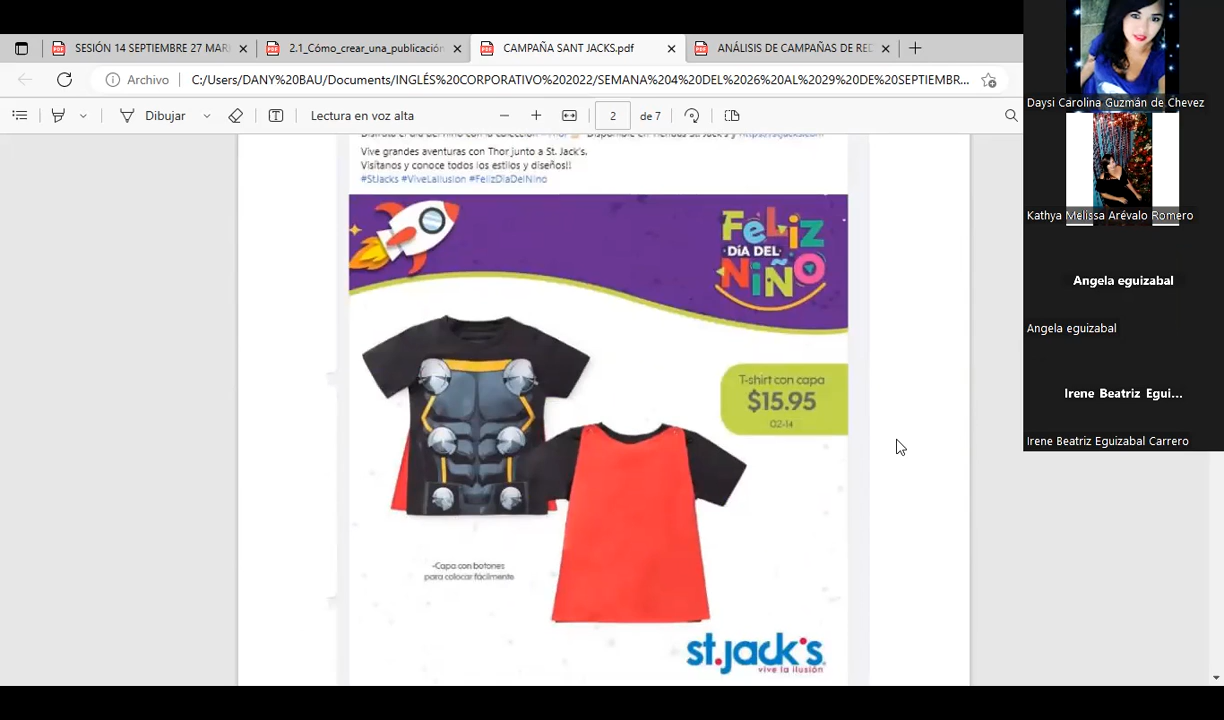 SESIÓN 14 SEPTIEMBRE 27 MAR
2.1_Cómo_crear_una_publicación
CAMPAÑA SANT JACKS.pdf
ANÁLISIS DE CAMPAÑAS DE RED
Archivo
C:/Users/DANY%20BAU/Documents/INGLÉS%20CORPORATIVO%202022/SEMANA%204%20DEL%2026%20AL%2029%20DE%20SEPTIEMBR...
Dibujar
Lectura en voz alta
2
de 7
Vive grandes aventuras con Thor junto a St. Jack's.
Visítanos y conoce todos los estilos y diseños!!
#StJacks #ViveLaIlusion #FelizDiaDelNino
FELIZ
DÍA DEL
NIÑO
T-shirt con capa
$15.95
02-14
-Capa con botones
para colocar fácilmente
st.jack's
vive la ilusión
Daysi Carolina Guzmán de Chevez
Kathya Melissa Arévalo Romero
Angela eguizabal
Angela eguizabal
Irene Beatriz Egui...
Irene Beatriz Eguizabal Carrero